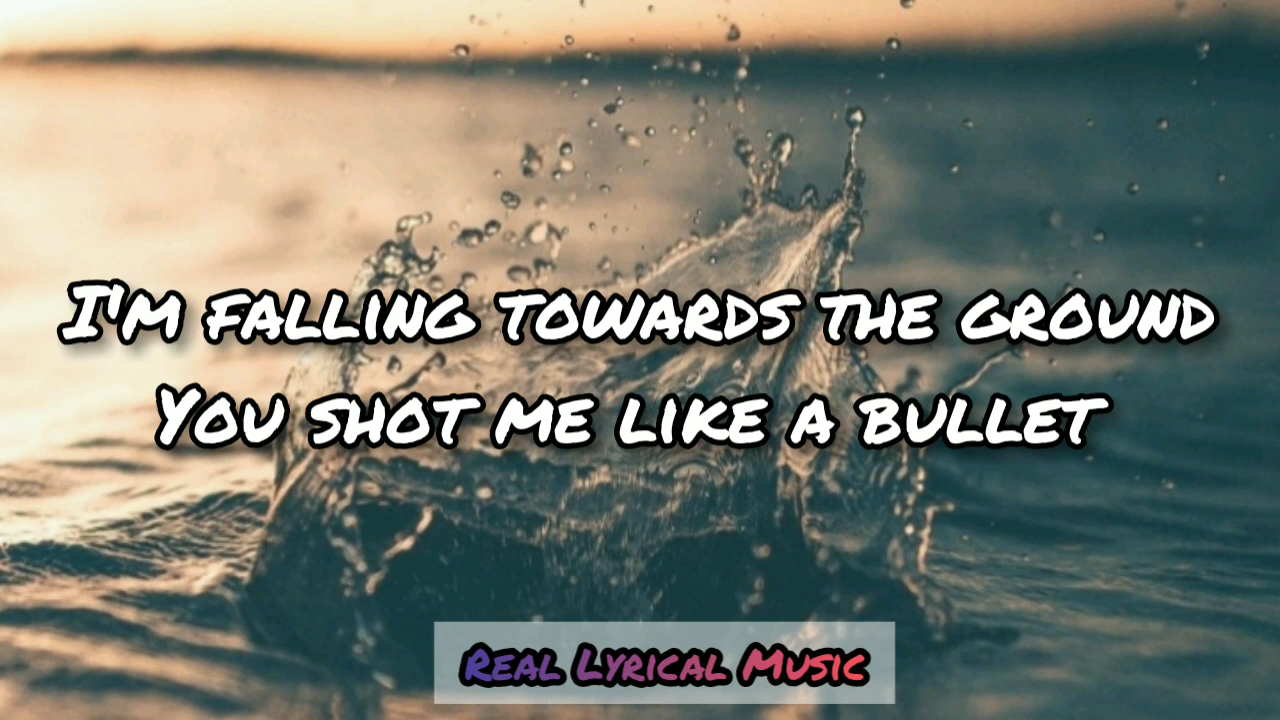 I'm falling towards the ground
You shot me like a bullet
Real Lyrical Music